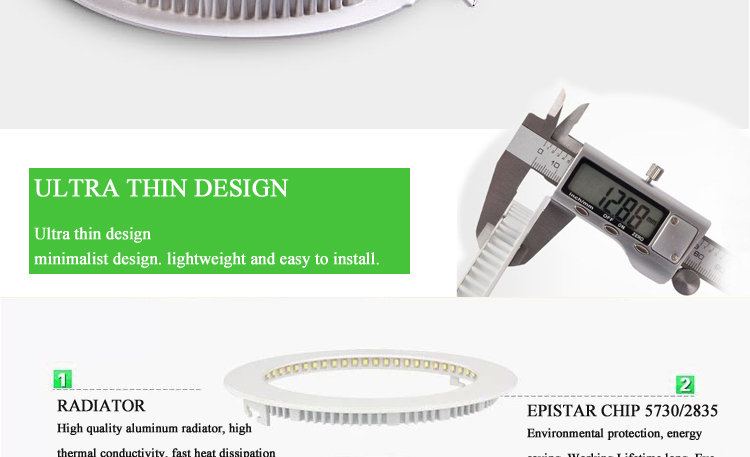 ULTRA THIN DESIGN
Ultra thin design
minimalist design. lightweight and easy to install.
10
12.88 mm
inch/mm
OFF
ON
ZERO
1
RADIATOR
High quality aluminum radiator, high
thermal conductivity, fast heat dissipation
2
EPISTAR CHIP 5730/2835
Environmental protection, energy
saving. Working Lifetime long.